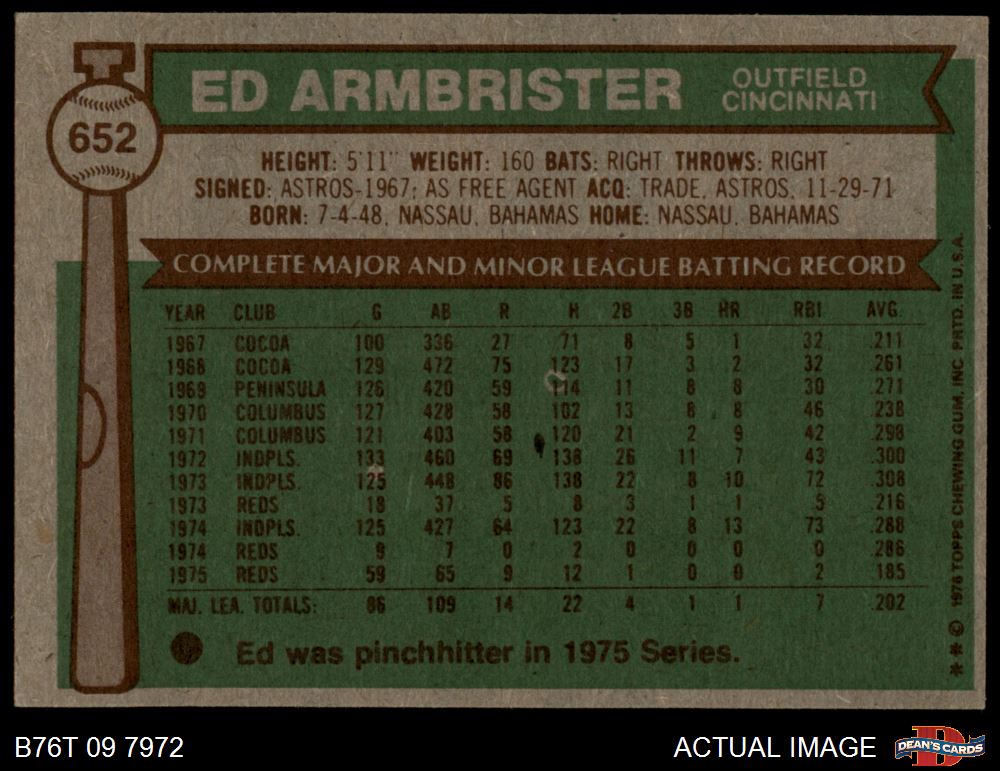 652
ED ARMBRISTER
OUTFIELD
CINCINNATI
HEIGHT: 5'11" WEIGHT: 160 BATS: RIGHT THROWS: RIGHT
SIGNED: ASTROS-1967; AS FREE AGENT ACQ: TRADE, ASTROS, 11-29-71
BORN: 7-4-48, NASSAU, BAHAMAS HOME: NASSAU, BAHAMAS
COMPLETE MAJOR AND MINOR LEAGUE BATTING RECORD
YEAR CLUB G AB R H 2B 3B HR RBI AVG.
1967 COCOA 100 336 27 71 8 5 1 32 .211
1968 COCOA 129 472 75 123 17 3 2 32 .261
1969 PENINSULA 126 420 59 114 11 8 8 30 .271
1970 COLUMBUS 127 428 58 102 13 8 8 46 .238
1971 COLUMBUS 121 403 58 120 21 2 9 42 .298
1972 INDPLS. 133 460 69 138 26 11 7 43 .300
1973 INDPLS. 125 448 86 138 22 8 10 72 .308
1973 REDS 18 37 5 8 3 1 1 5 .216
1974 INDPLS. 125 427 64 123 22 8 13 73 .288
1974 REDS 9 7 0 2 0 0 0 0 .286
1975 REDS 59 65 9 12 1 0 0 2 .185
MAJ. LEA. TOTALS: 86 109 14 22 4 1 1 7 .202
Ed was pinchhitter in 1975 Series.
** © 1976 TOPPS CHEWING GUM, INC. PRTD. IN U.S.A.
B76T 09 7972
ACTUAL IMAGE
D
DEAN'S CARDS